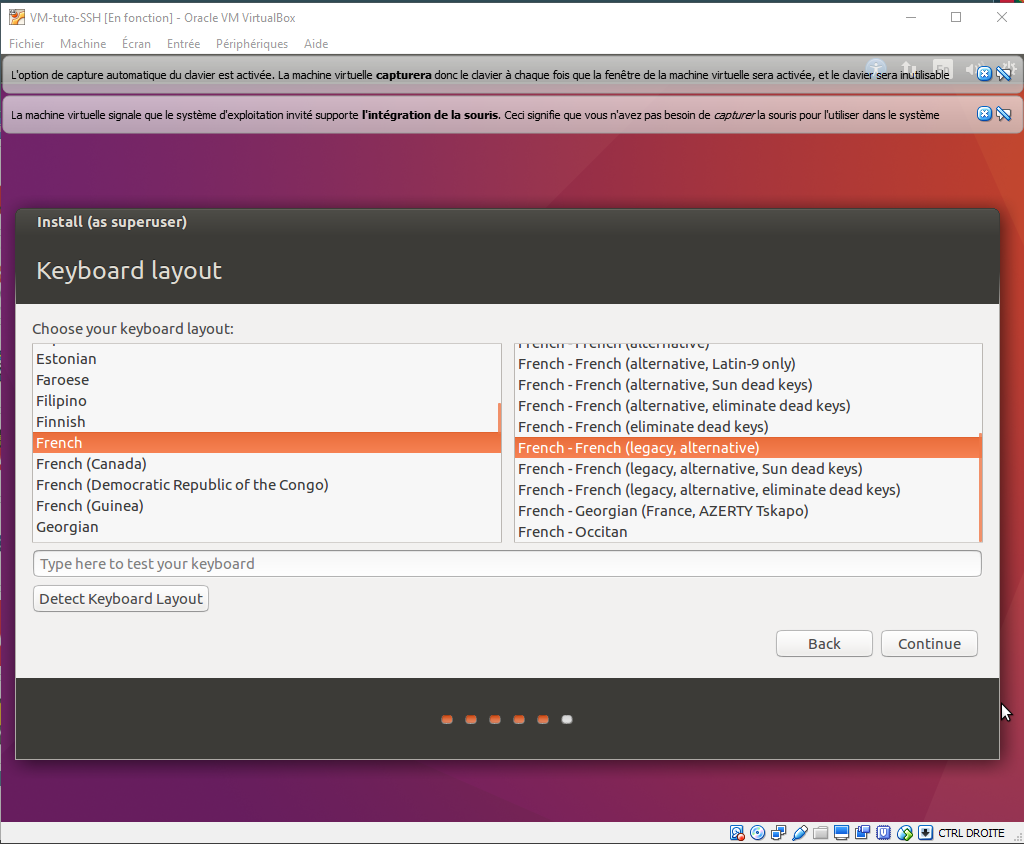 VM-tuto-SSH [En fonction] - Oracle VM VirtualBox
Fichier Machine Écran Entrée Périphériques Aide
L'option de capture automatique du clavier est activée. La machine virtuelle capturera donc le clavier à chaque fois que la fenêtre de la machine virtuelle sera activée, et le clavier sera inutilisable
La machine virtuelle signale que le système d'exploitation invité supporte l'intégration de la souris. Ceci signifie que vous n'avez pas besoin de capturer la souris pour l'utiliser dans le système
Install (as superuser)
Keyboard layout
Choose your keyboard layout:
Estonian
Faroese
Filipino
Finnish
French
French (Canada)
French (Democratic Republic of the Congo)
French (Guinea)
Georgian
French - French (alternative)
French - French (alternative, Latin-9 only)
French - French (alternative, Sun dead keys)
French - French (alternative, eliminate dead keys)
French - French (eliminate dead keys)
French - French (legacy, alternative)
French - French (legacy, alternative, Sun dead keys)
French - French (legacy, alternative, eliminate dead keys)
French - Georgian (France, AZERTY Tskapo)
French - Occitan
Type here to test your keyboard
Detect Keyboard Layout
Back Continue
CTRL DROITE